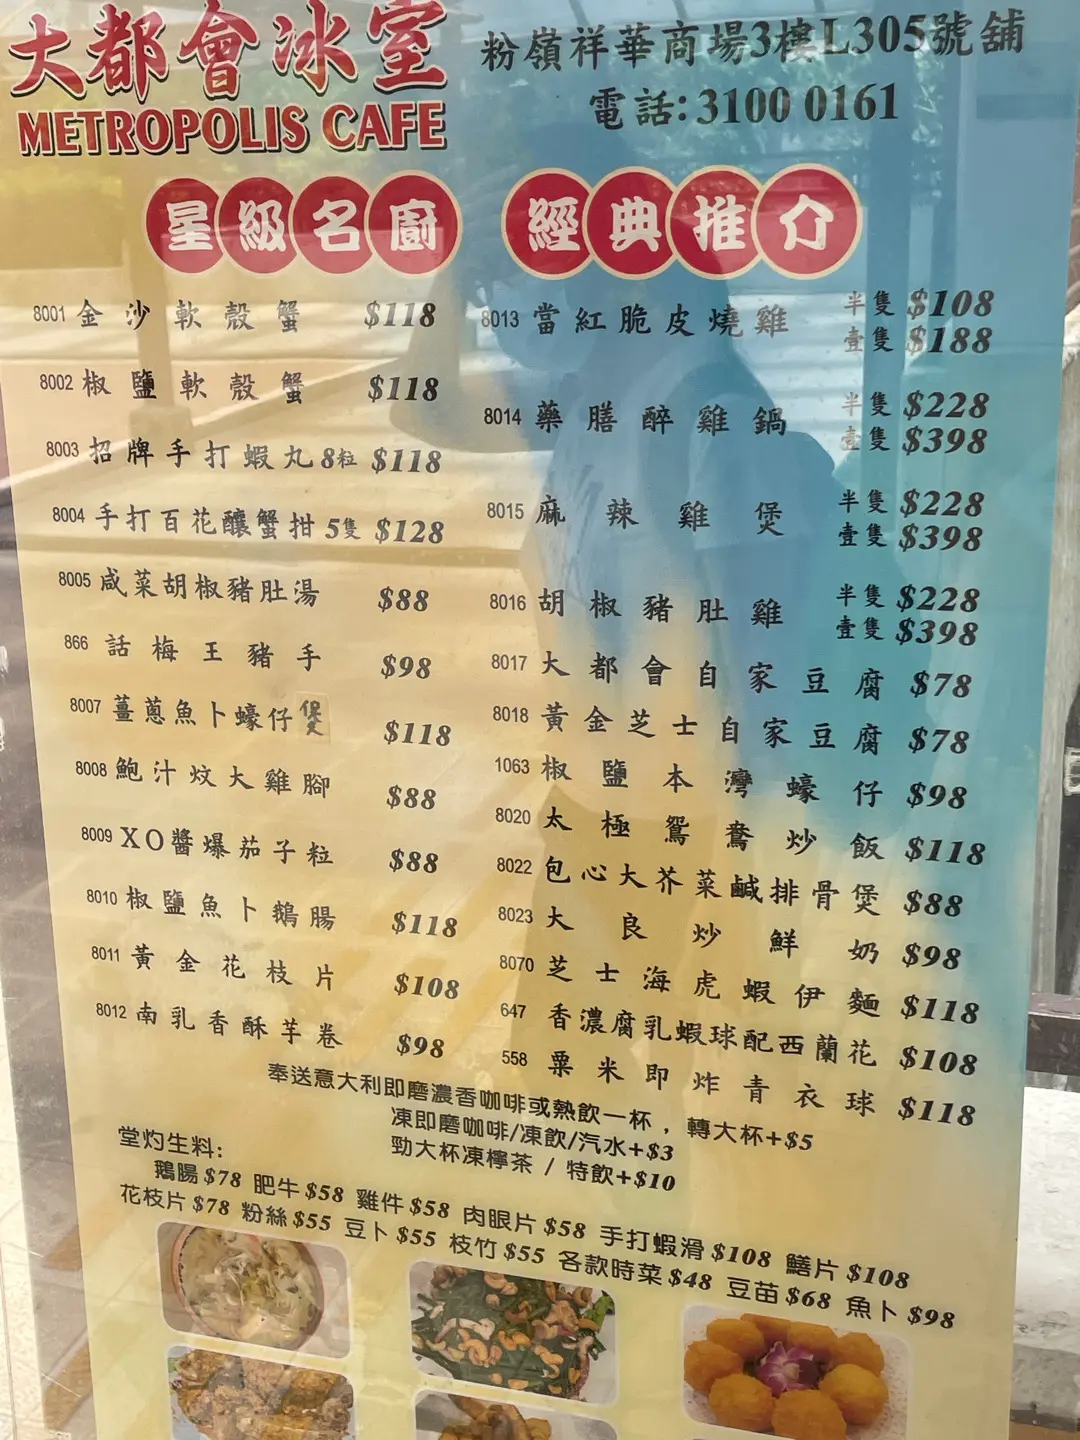 大都會冰室
METROPOLIS CAFE
粉嶺祥華商場3樓L305號舖
電話:3100 0161
星級名廚
8001 金沙軟殼蟹 $118
8002 椒鹽軟殼蟹 $118
8003 招牌手打蝦丸8粒 $118
8004 手打百花釀蟹拑5隻 $128
8005 咸菜胡椒豬肚湯 $88
866 話梅王豬手 $98
8007 薑蔥魚卜蠔仔煲 $118
8008 鮑汁炆大雞腳 $88
8009 XO醬爆茄子粒 $88
8010 椒鹽魚卜鵝腸 $118
8011 黃金花枝片 $108
8012 南乳香酥芋卷 $98
經典推介
8013 當紅脆皮燒雞 半隻 $108
壹隻 $188
8014 藥膳醉雞鍋 半隻 $228
壹隻 $398
8015 麻辣雞煲 半隻 $228
壹隻 $398
8016 胡椒豬肚雞 半隻 $228
壹隻 $398
8017 大都會自家豆腐 $78
8018 黃金芝士自家豆腐 $78
1063 椒鹽本灣蠔仔 $98
8020 太極鴛鴦炒飯 $118
8022 包心大芥菜鹹排骨煲 $88
8023 大良炒鮮奶 $98
8070 芝士海虎蝦伊麵 $118
647 香濃腐乳蝦球配西蘭花 $108
558 粟米即炸青衣球 $118
奉送意大利即磨濃香咖啡或熱飲一杯，轉大杯+$5
凍即磨咖啡/凍飲/汽水+$3
勁大杯凍檸茶 / 特飲+$10
堂灼生料:
鵝腸$78 肥牛$58 雞件$58 肉眼片$58 手打蝦滑$108 鱔片$108
花枝片$78 粉絲$55 豆卜$55 枝竹$55 各款時菜$48 豆苗$68 魚卜$98